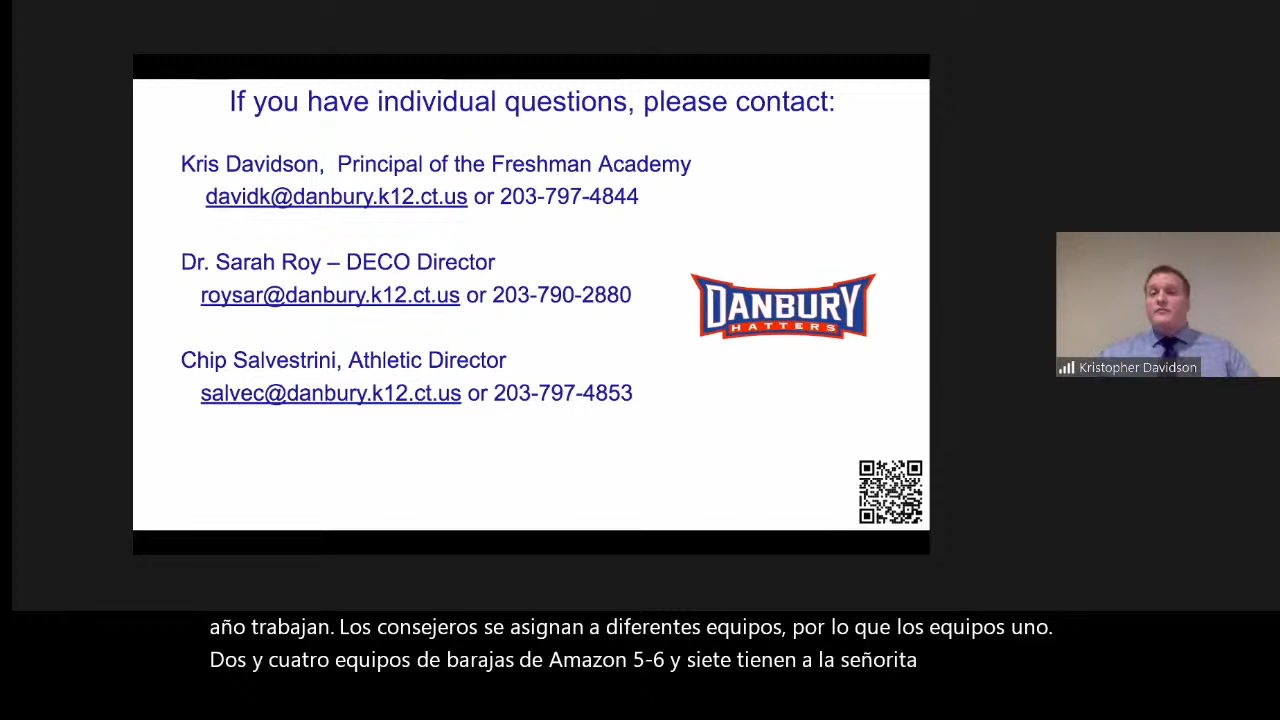 If you have individual questions, please contact:
Kris Davidson, Principal of the Freshman Academy
davidk@danbury.k12.ct.us or 203-797-4844
Dr. Sarah Roy – DECO Director
roysar@danbury.k12.ct.us or 203-790-2880
DANBURY
HATTERS
Chip Salvestrini, Athletic Director
salvec@danbury.k12.ct.us or 203-797-4853
Kristopher Davidson
año trabajan. Los consejeros se asignan a diferentes equipos, por lo que los equipos uno.
Dos y cuatro equipos de barajas de Amazon 5-6 y siete tienen a la señorita